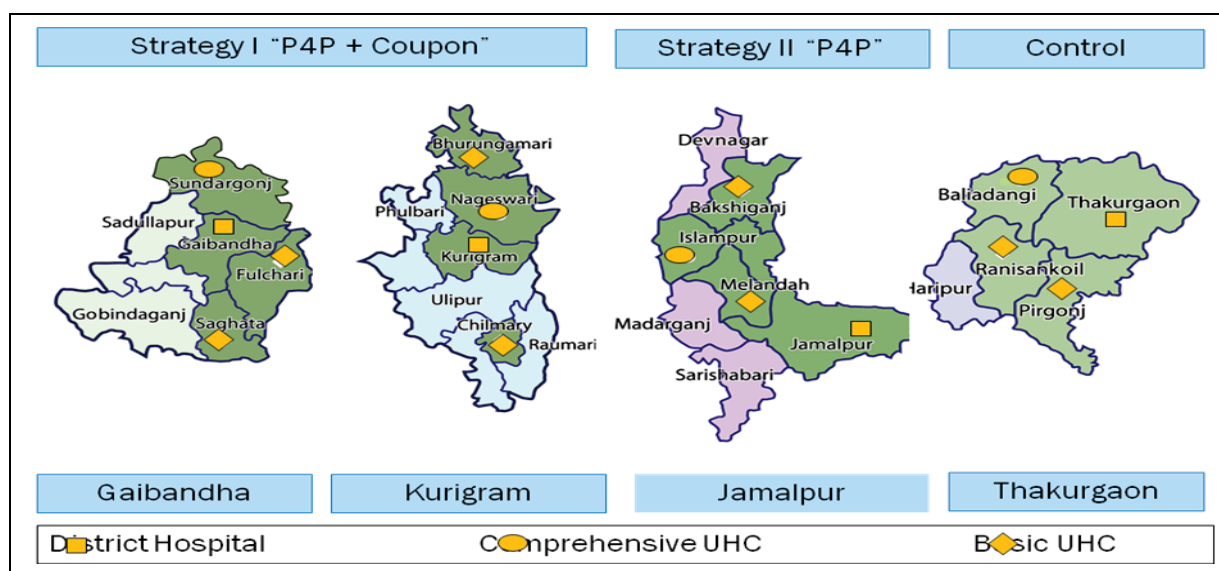 Strategy I “P4P + Coupon”
Strategy II “P4P”
Control
Sundargonj
Sadullapur
Gaibandha
Fulchari
Gobindaganj
Saghata
Bhurungamari
Phulbari
Nageswari
Kurigram
Ulipur
Chilmary
Raumari
Devnagar
Bakshiganj
Islampur
Melandah
Madarganj
Jamalpur
Sarishabari
Baliadangi
Thakurgaon
Ranisankoil
Haripur
Pirgonj
Gaibandha
Kurigram
Jamalpur
Thakurgaon
District Hospital
Comprehensive UHC
Basic UHC